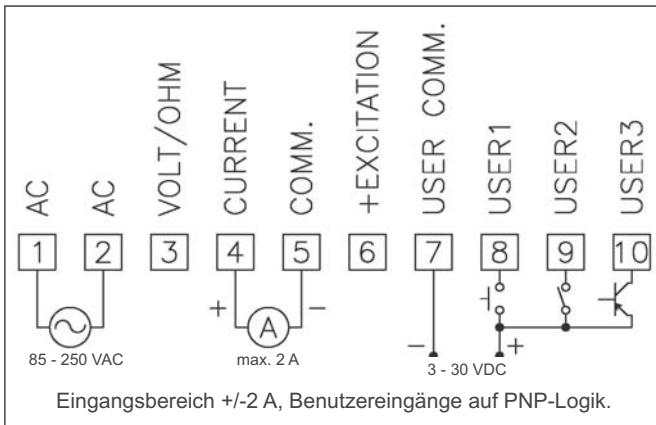 AC
AC
VOLT/OHM
CURRENT
COMM.
+EXCITATION
USER COMM.
USER1
USER2
USER3
1 2 3 4 5 6 7 8 9 10
+ A −
− +
85 - 250 VAC
max. 2 A
3 - 30 VDC
Eingangsbereich +/-2 A, Benutzereingänge auf PNP-Logik.